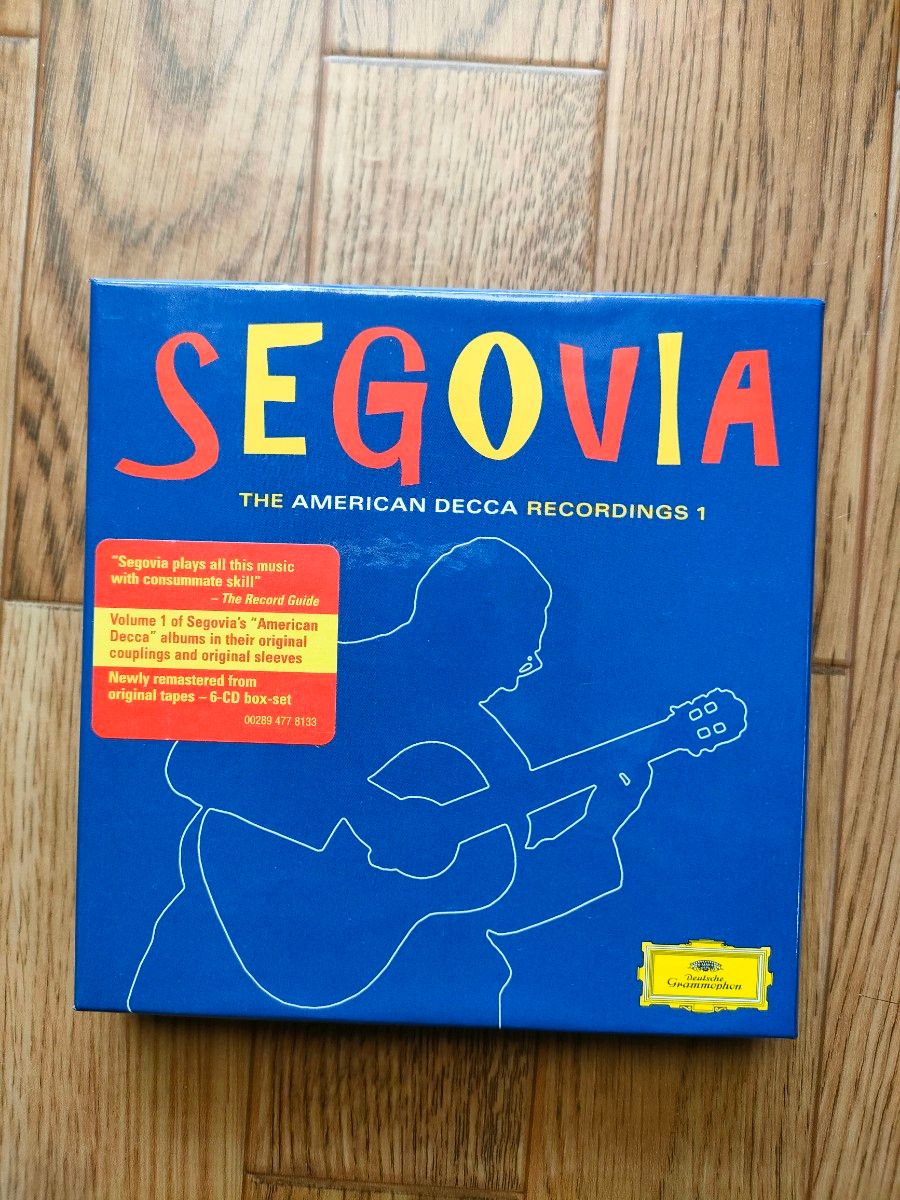 SEGOVIA
THE AMERICAN DECCA RECORDINGS 1
"Segovia plays all this music
with consummate skill"
– The Record Guide
Volume 1 of Segovia's "American
Decca" albums in their original
couplings and original sleeves
Newly remastered from
original tapes – 6-CD box-set
00289 477 8133
Deutsche
Grammophon